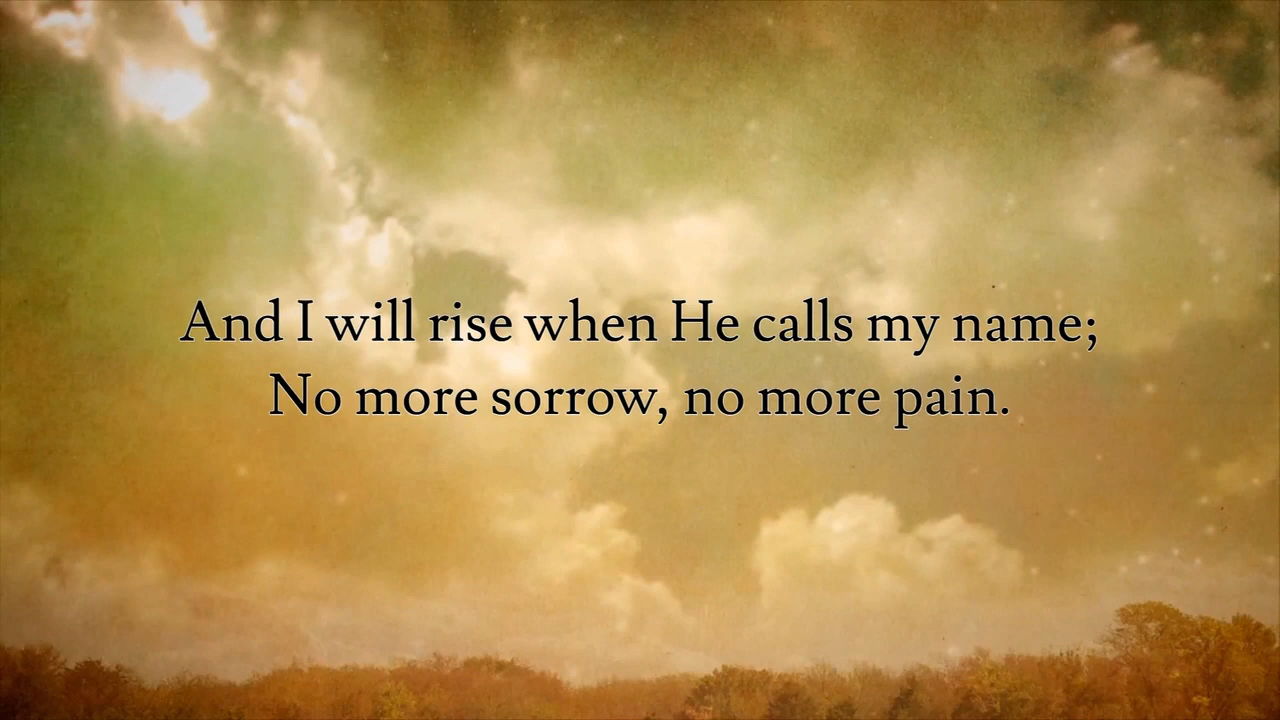 And I will rise when He calls my name;
No more sorrow, no more pain.